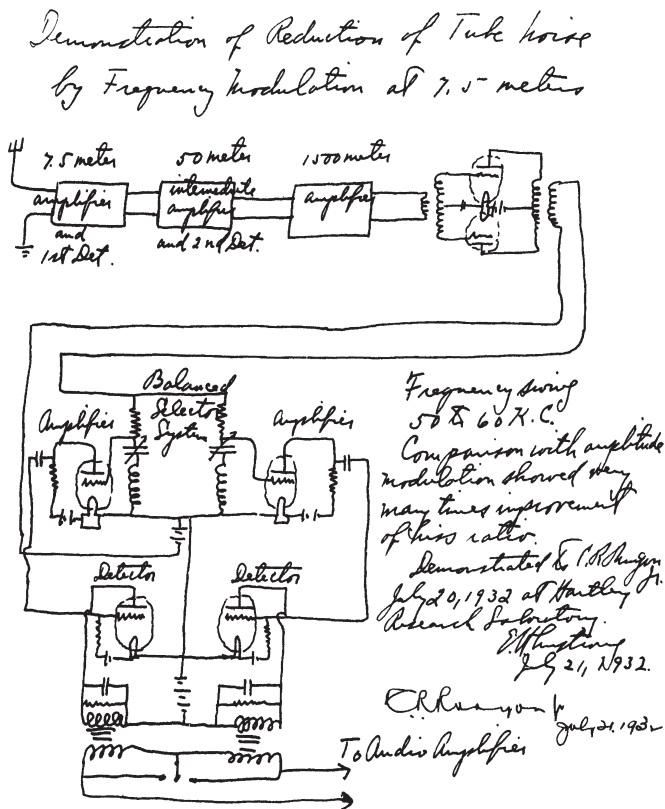 Demonstration of Reduction of Tube noise
by Frequency Modulation at 7.5 meters
7.5 meter
amplifier
and
1st Det.
50 meter
intermediate
amplifier
and 2nd Det.
1500 meter
amplifier
Balanced
Selector
System
Amplifier
Amplifier
Frequency swing
50 to 60 K.C.
Comparison with amplitude
modulation showed very
many times improvement
of hiss ratio.
Demonstrated to C.R. Runyon Jr.
July 20, 1932 at Hartley
Research Laboratory.
EHArmstrong
July 21, 1932.
C.R.Runyon Jr
July 21. 1932
Detector
Detector
To Audio Amplifier